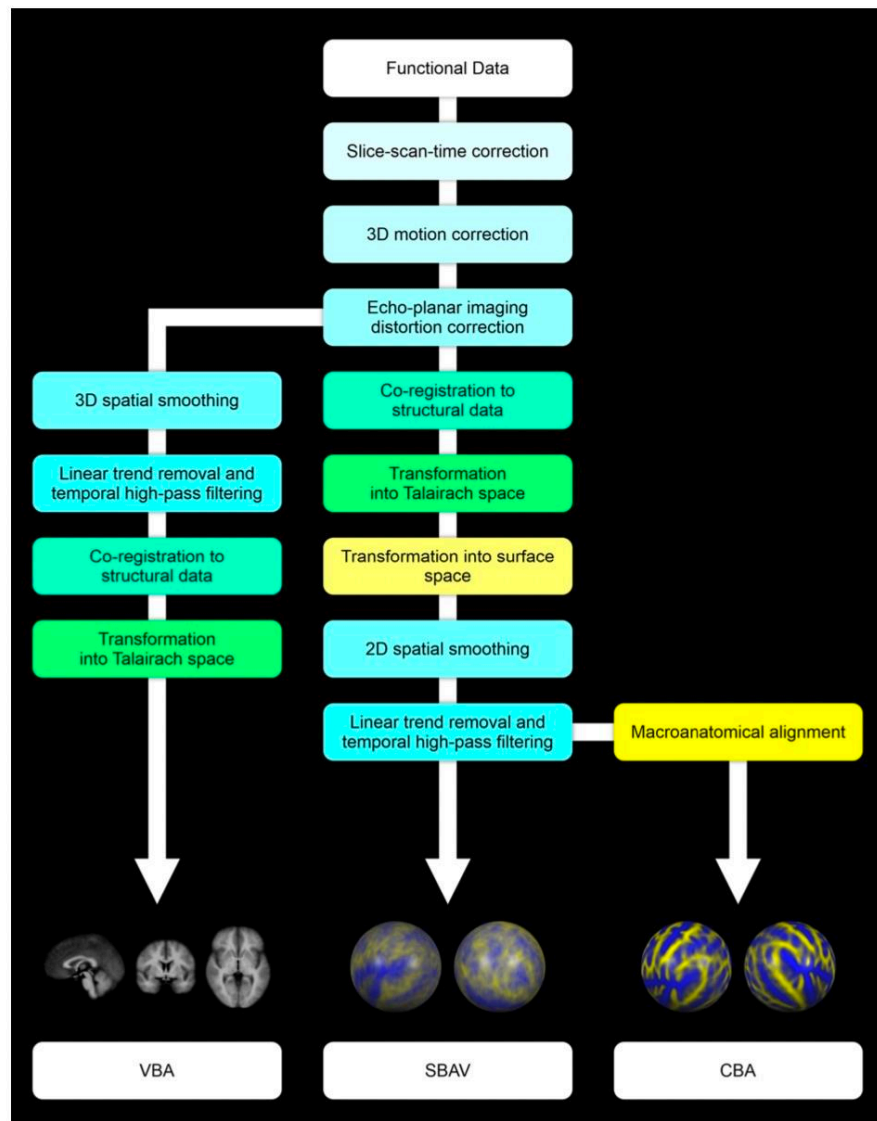 Functional Data
Slice-scan-time correction
3D motion correction
Echo-planar imaging
distortion correction
3D spatial smoothing
Linear trend removal and
temporal high-pass filtering
Co-registration to
structural data
Transformation
into Talairach space
Co-registration to
structural data
Transformation
into Talairach space
Transformation into surface
space
2D spatial smoothing
Linear trend removal and
temporal high-pass filtering
Macroanatomical alignment
VBA
SBAV
CBA